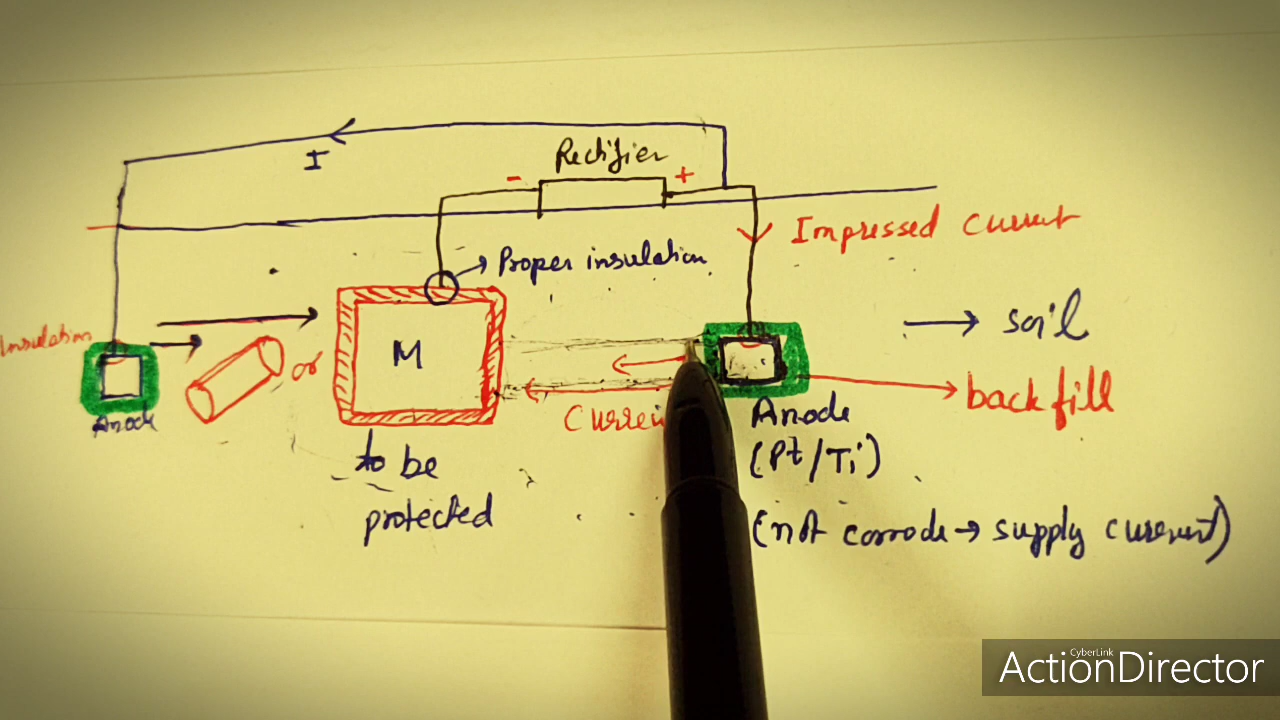 I
Rectifier
- +
Impressed current
Proper insulation
Insulation
Anode
or
M
to be
protected
current
soil
back fill
Anode
(Pt/Ti)
(not corrode → supply current)
CyberLink
ActionDirector